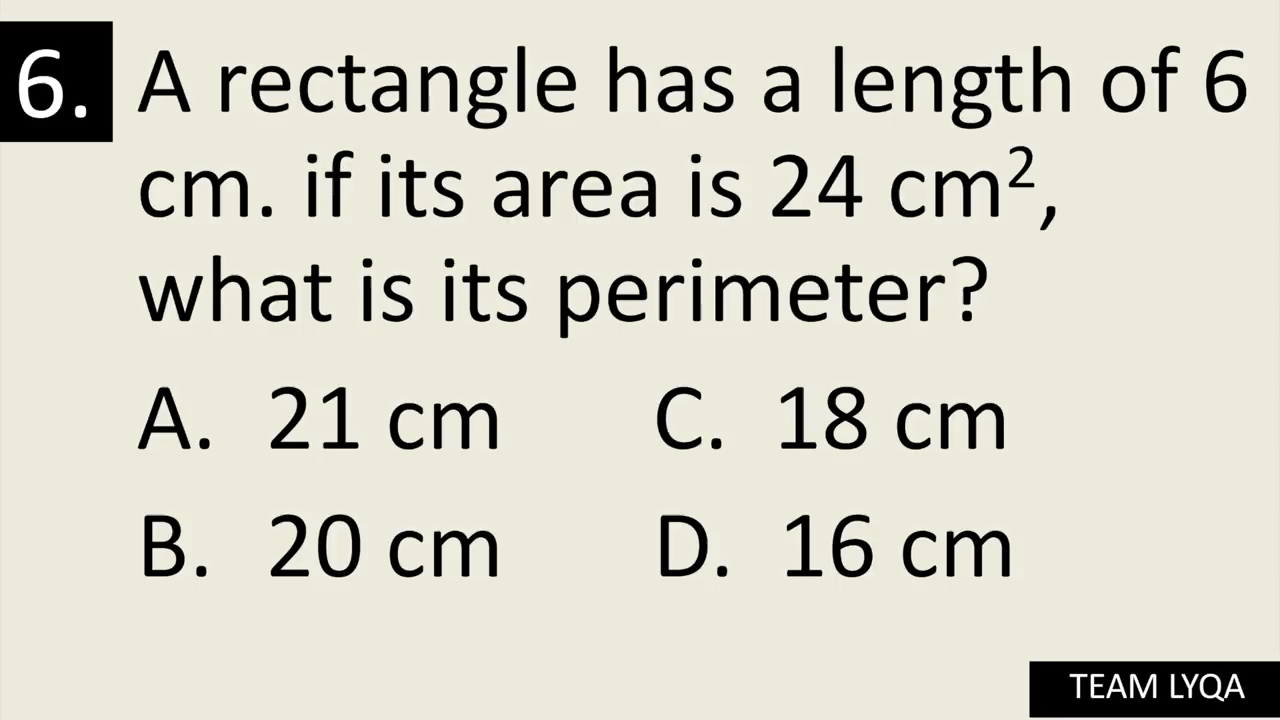 6. A rectangle has a length of 6
cm. if its area is 24 cm²,
what is its perimeter?
A. 21 cm C. 18 cm
B. 20 cm D. 16 cm
TEAM LYQA